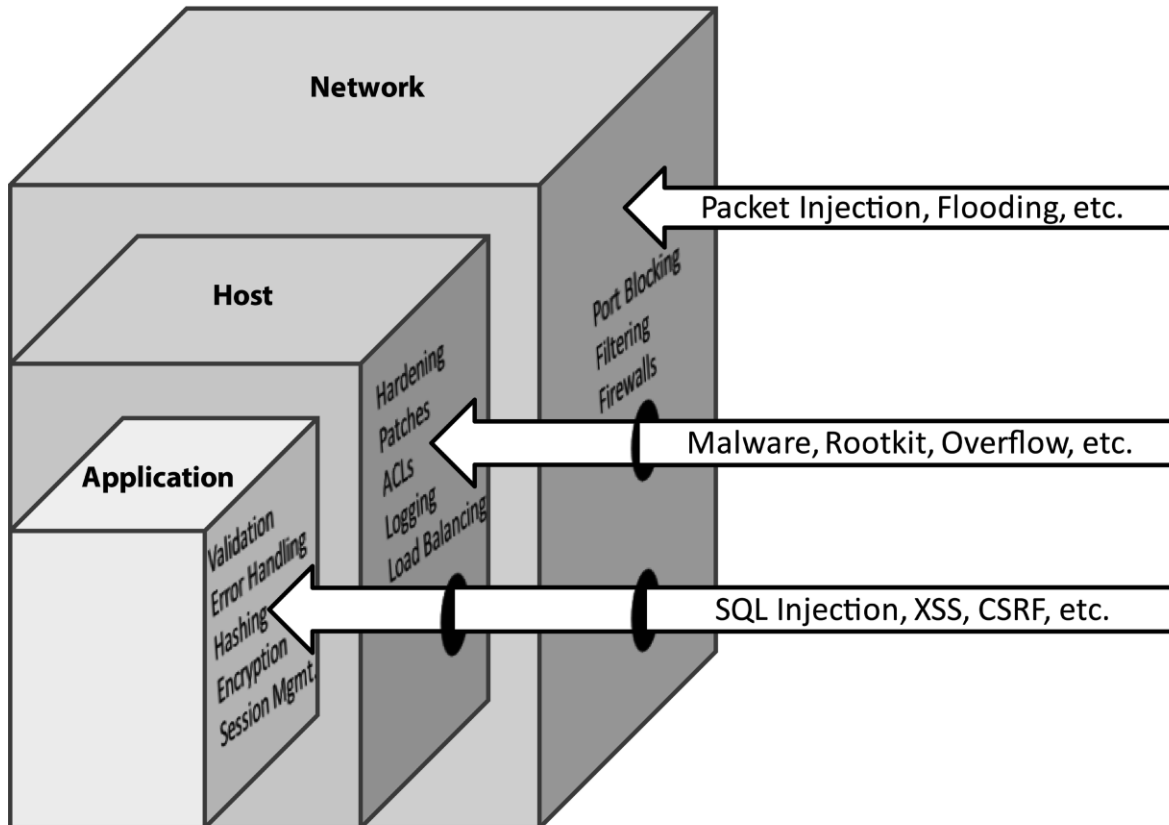 Network
Packet Injection, Flooding, etc.
Port Blocking
Filtering
Firewalls
Host
Hardening
Patches
ACLs
Logging
Load Balancing
Malware, Rootkit, Overflow, etc.
Application
Validation
Error Handling
Hashing
Encryption
Session Mgmt.
SQL Injection, XSS, CSRF, etc.